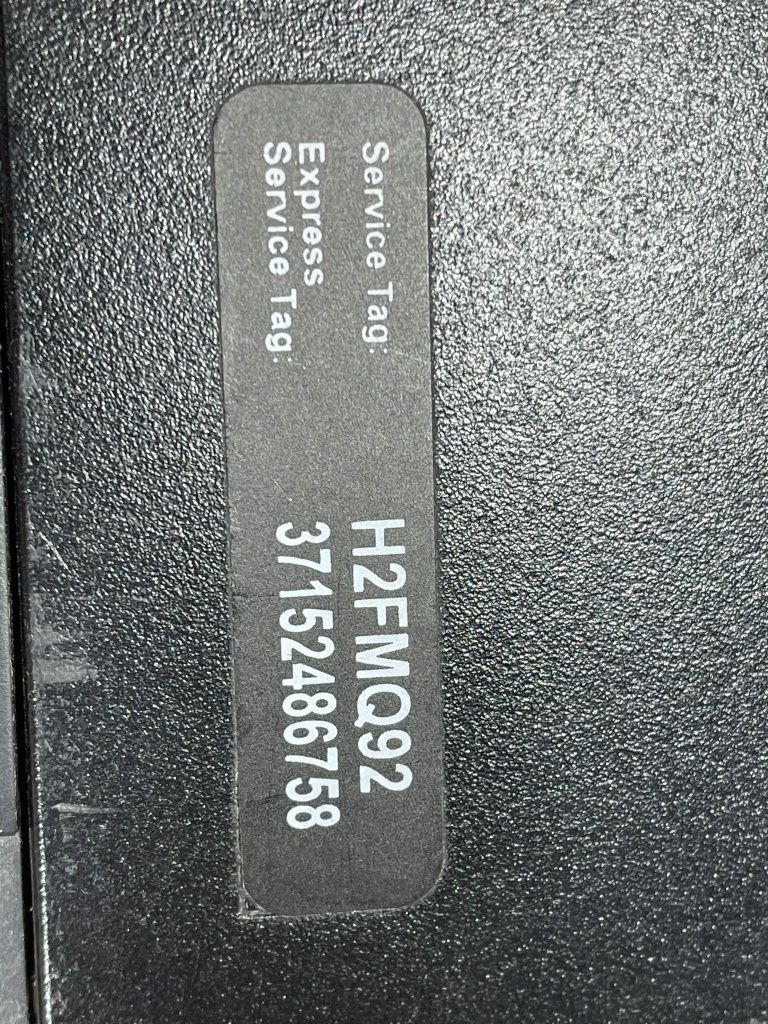 Service Tag: H2FMQ92
Express
Service Tag: 37152486758